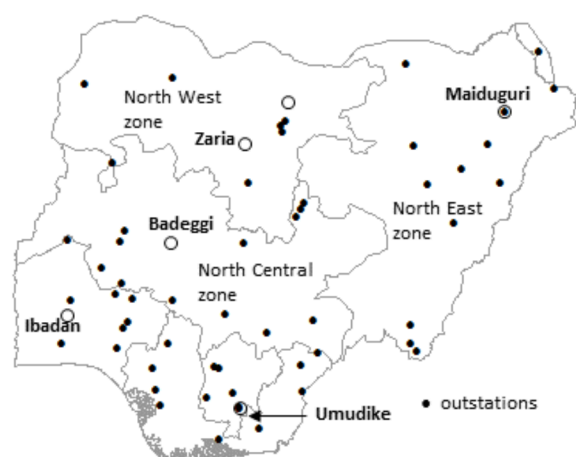 Maiduguri
North West
zone
Zaria
North East
zone
Badeggi
North Central
zone
Ibadan
outstations
Umudike